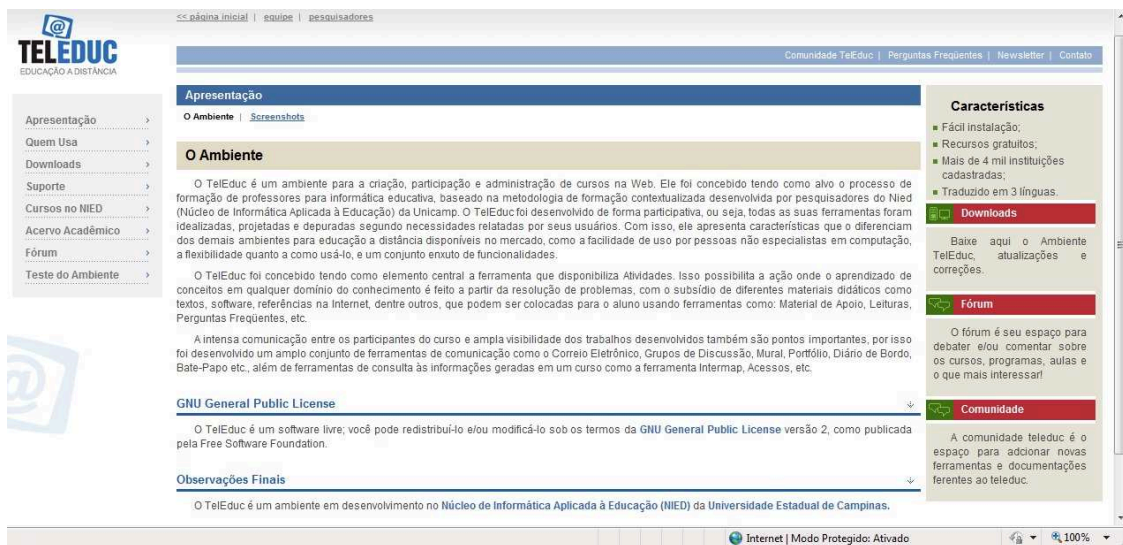 << página inicial | equipe | pesquisadores
@
TELEDUC
EDUCAÇÃO A DISTÂNCIA
Comunidade TelEduc | Perguntas Freqüentes | Newsletter | Contato
Apresentação
Quem Usa
Downloads
Suporte
Cursos no NIED
Acervo Acadêmico
Fórum
Teste do Ambiente
Apresentação
O Ambiente | Screenshots
O Ambiente
O TelEduc é um ambiente para a criação, participação e administração de cursos na Web. Ele foi concebido tendo como alvo o processo de
formação de professores para informática educativa, baseado na metodologia de formação contextualizada desenvolvida por pesquisadores do Nied
(Núcleo de Informática Aplicada à Educação) da Unicamp. O TelEduc foi desenvolvido de forma participativa, ou seja, todas as suas ferramentas foram
idealizadas, projetadas e depuradas segundo necessidades relatadas por seus usuários. Com isso, ele apresenta características que o diferenciam
dos demais ambientes para educação a distância disponíveis no mercado, como a facilidade de uso por pessoas não especialistas em computação,
a flexibilidade quanto a como usá-lo, e um conjunto enxuto de funcionalidades.
O TelEduc foi concebido tendo como elemento central a ferramenta que disponibiliza Atividades. Isso possibilita a ação onde o aprendizado de
conceitos em qualquer domínio do conhecimento é feito a partir da resolução de problemas, com o subsídio de diferentes materiais didáticos como
textos, software, referências na Internet, dentre outros, que podem ser colocadas para o aluno usando ferramentas como: Material de Apoio, Leituras,
Perguntas Freqüentes, etc.
A intensa comunicação entre os participantes do curso e ampla visibilidade dos trabalhos desenvolvidos também são pontos importantes, por isso
foi desenvolvido um amplo conjunto de ferramentas de comunicação como o Correio Eletrônico, Grupos de Discussão, Mural, Portfólio, Diário de Bordo,
Bate-Papo etc., além de ferramentas de consulta às informações geradas em um curso como a ferramenta Intermap, Acessos, etc.
GNU General Public License
O TelEduc é um software livre; você pode redistribuí-lo e/ou modificá-lo sob os termos da GNU General Public License versão 2, como publicada
pela Free Software Foundation.
Observações Finais
O TelEduc é um ambiente em desenvolvimento no Núcleo de Informática Aplicada à Educação (NIED) da Universidade Estadual de Campinas.
Características
Fácil instalação;
Recursos gratuitos;
Mais de 4 mil instituições
cadastradas;
Traduzido em 3 línguas.
Downloads
Baixe aqui o Ambiente
TelEduc, atualizações e
correções.
Fórum
O fórum é seu espaço para
debater e/ou comentar sobre
os cursos, programas, aulas e
o que mais interessar!
Comunidade
A comunidade teleduc é o
espaço para adcionar novas
ferramentas e documentações
ferentes ao teleduc.
Internet | Modo Protegido: Ativado
100%